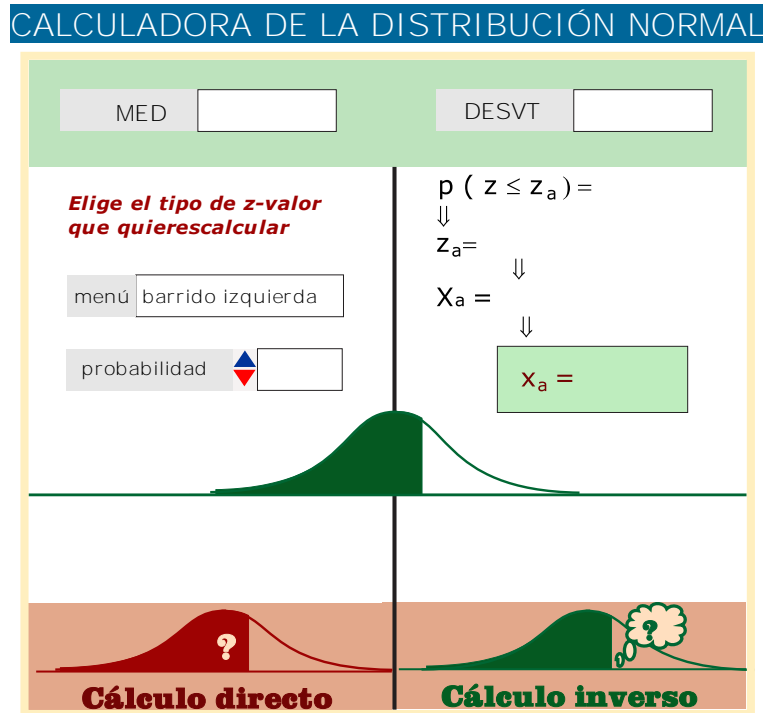 CALCULADORA DE LA DISTRIBUCIÓN NORMAL
MED
DESVT
Elige el tipo de z-valor
que quierescalcular
menú barrido izquierda
probabilidad
p ( z ≤ zₐ ) =
⇓
zₐ=
⇓
Xa =
⇓
xₐ =
?
?
Cálculo directo
Cálculo inverso